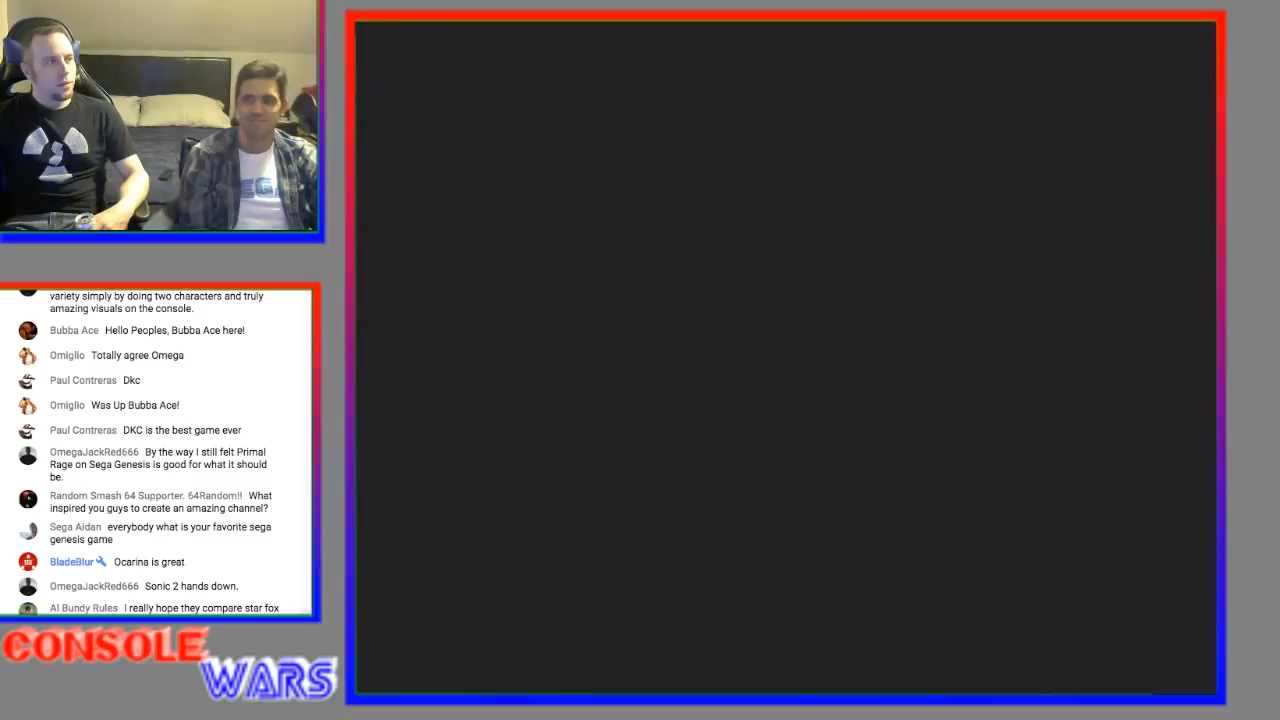 variety simply by doing two characters and truly
amazing visuals on the console.
Bubba Ace Hello Peoples, Bubba Ace here!
Omiglio Totally agree Omega
Paul Contreras Dkc
Omiglio Was Up Bubba Ace!
Paul Contreras DKC is the best game ever
OmegaJackRed666 By the way I still felt Primal
Rage on Sega Genesis is good for what it should
be.
Random Smash 64 Supporter. 64Random!! What
inspired you guys to create an amazing channel?
Sega Aidan everybody what is your favorite sega
genesis game
BladeBlur Ocarina is great
OmegaJackRed666 Sonic 2 hands down.
Al Bundy Rules I really hope they compare star fox
CONSOLE
WARS